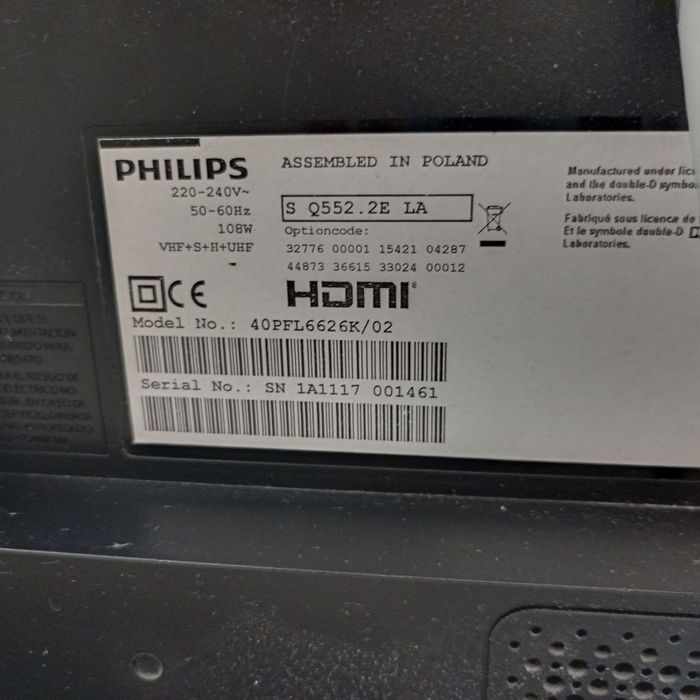 PHILIPS
ASSEMBLED IN POLAND
220-240V~
50-60Hz
108W
VHF+S+H+UHF
S Q552.2E LA
Optioncode:
32776 00001 15421 04287
44873 36615 33024 00012
CE
HDMI
Model No.: 40PFL6626K/02
Serial No.: SN 1A1117 001461
Manufactured under lic
and the double-D symbo
Laboratories.
Fabriqué sous licence de
Et le symbole double-D
Laboratories.